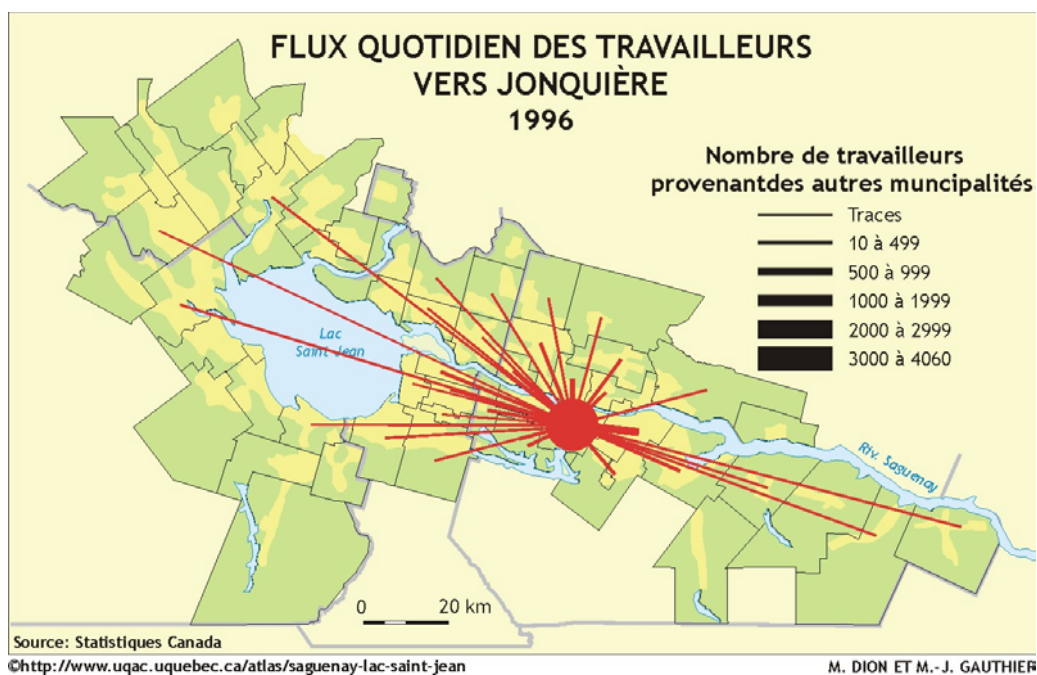 FLUX QUOTIDIEN DES TRAVAILLEURS
VERS JONQUIÈRE
1996
Nombre de travailleurs
provenantdes autres muncipalités
Traces
10 à 499
500 à 999
1000 à 1999
2000 à 2999
3000 à 4060
Lac
Saint Jean
Riv. Saguenay
0 20 km
Source: Statistiques Canada
©http://www.uqac.uquebec.ca/atlas/saguenay-lac-saint-jean
M. DION ET M.-J. GAUTHIER